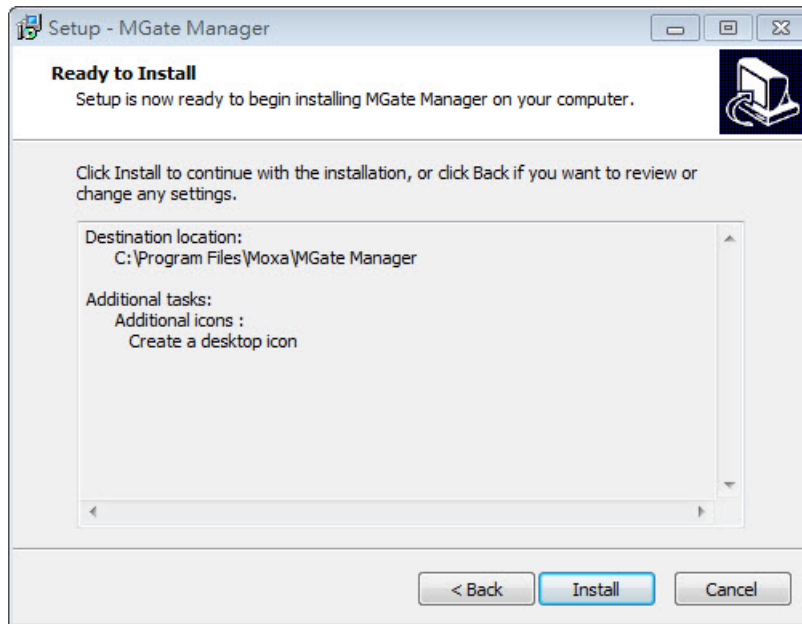 Setup - MGate Manager
Ready to Install
Setup is now ready to begin installing MGate Manager on your computer.
Click Install to continue with the installation, or click Back if you want to review or
change any settings.
Destination location:
C:\Program Files\Moxa\MGate Manager
Additional tasks:
Additional icons :
Create a desktop icon
< Back
Install
Cancel